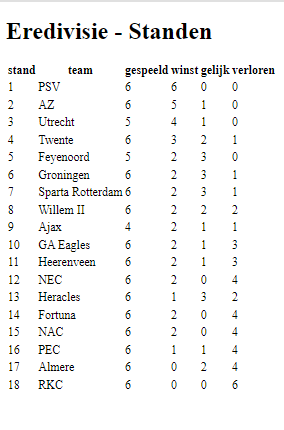 Eredivisie - Standen
stand team gespeeld winst gelijk verloren
1 PSV 6 6 0 0
2 AZ 6 5 1 0
3 Utrecht 5 4 1 0
4 Twente 6 3 2 1
5 Feyenoord 5 2 3 0
6 Groningen 6 2 3 1
7 Sparta Rotterdam 6 2 3 1
8 Willem II 6 2 2 2
9 Ajax 4 2 1 1
10 GA Eagles 6 2 1 3
11 Heerenveen 6 2 1 3
12 NEC 6 2 0 4
13 Heracles 6 1 3 2
14 Fortuna 6 2 0 4
15 NAC 6 2 0 4
16 PEC 6 1 1 4
17 Almere 6 0 2 4
18 RKC 6 0 0 6